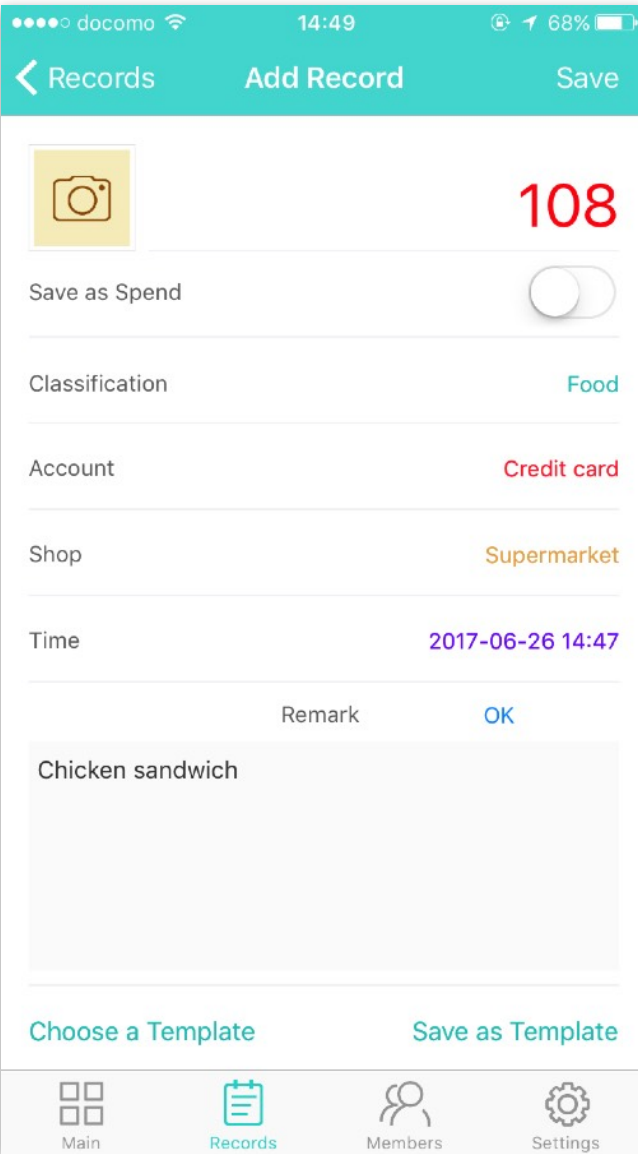 docomo 14:49 68%
Records Add Record Save
108
Save as Spend
Classification Food
Account Credit card
Shop Supermarket
Time 2017-06-26 14:47
Remark OK
Chicken sandwich
Choose a Template Save as Template
Main Records Members Settings